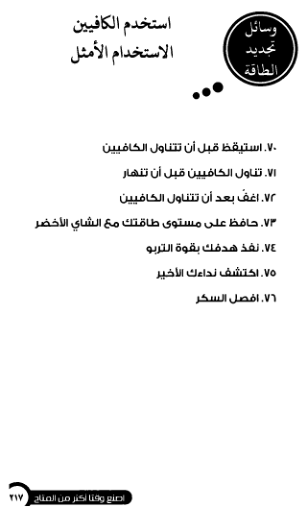 وسائل
تجديد
الطاقة
استخدم الكافيين
الاستخدام الأمثل
٧٠. استيقظ قبل أن تتناول الكافيين
٧١. تناول الكافيين قبل أن تنهار
٧٢. اغفُ بعد أن تتناول الكافيين
٧٣. حافظ على مستوى طاقتك مع الشاي الأخضر
٧٤. نفذ هدفك بقوة التربو
٧٥. اكتشف نداءك الأخير
٧٦. افصل السكر
اصنع وقتا أكثر من المتاح ٢١٧